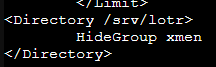 </Limit>
<Directory /srv/lotr>
HideGroup xmen
</Directory>